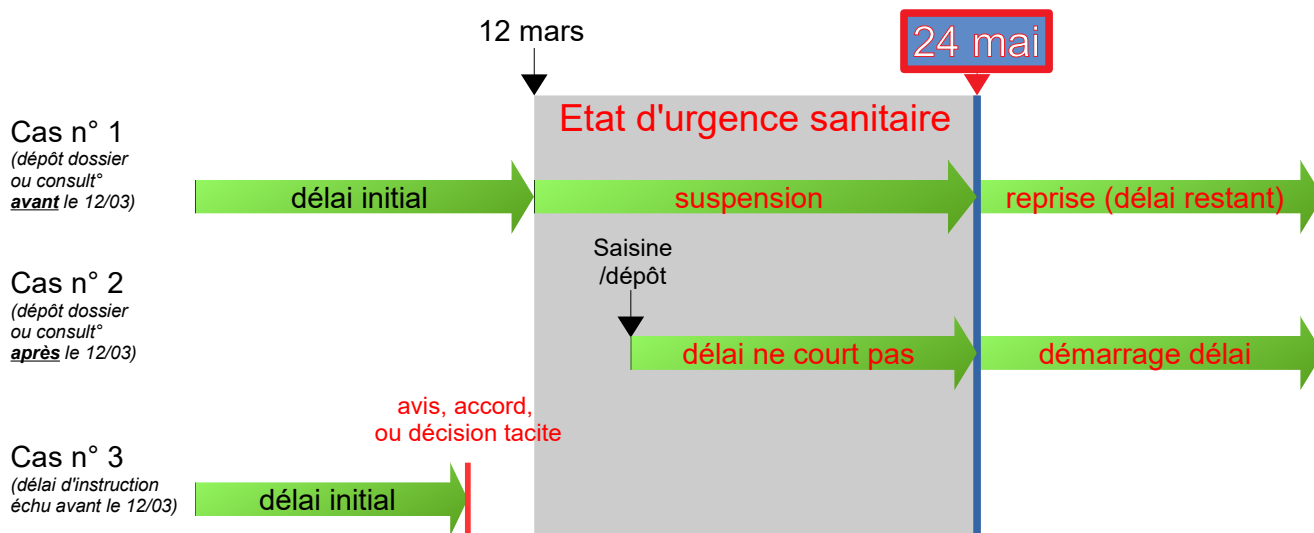 12 mars
24 mai
Etat d'urgence sanitaire
Cas n° 1
(dépôt dossier
ou consult°
avant le 12/03)
délai initial
suspension
reprise (délai restant)
Saisine
/dépôt
Cas n° 2
(dépôt dossier
ou consult°
après le 12/03)
délai ne court pas
démarrage délai
avis, accord,
ou décision tacite
Cas n° 3
(délai d'instruction
échu avant le 12/03)
délai initial